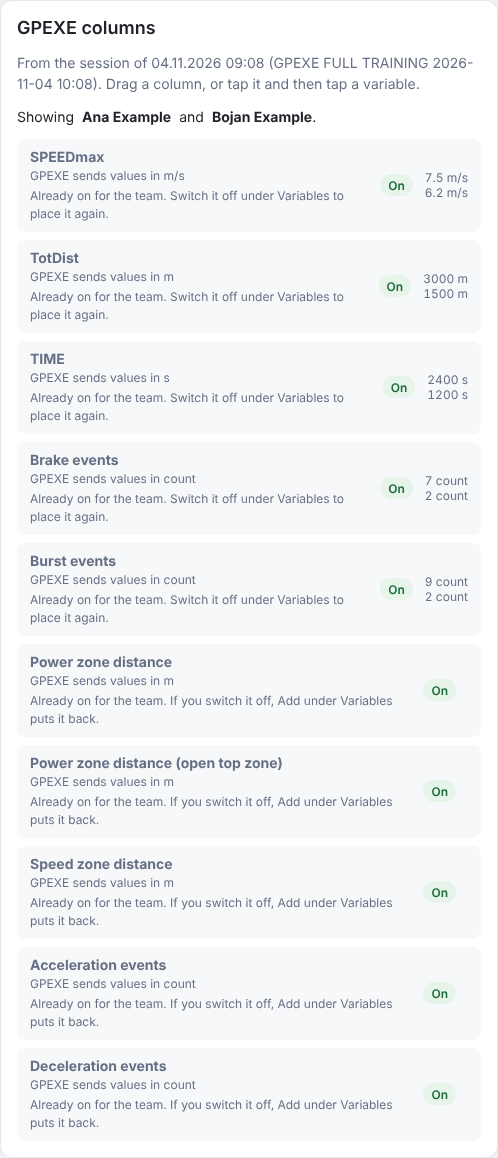 GPEXE columns
From the session of 04.11.2026 09:08 (GPEXE FULL TRAINING 2026-
11-04 10:08). Drag a column, or tap it and then tap a variable.
Showing Ana Example and Bojan Example.
SPEEDmax
GPEXE sends values in m/s
Already on for the team. Switch it off under Variables to
place it again.
On
7.5 m/s
6.2 m/s
TotDist
GPEXE sends values in m
Already on for the team. Switch it off under Variables to
place it again.
On
3000 m
1500 m
TIME
GPEXE sends values in s
Already on for the team. Switch it off under Variables to
place it again.
On
2400 s
1200 s
Brake events
GPEXE sends values in count
Already on for the team. Switch it off under Variables to
place it again.
On
7 count
2 count
Burst events
GPEXE sends values in count
Already on for the team. Switch it off under Variables to
place it again.
On
9 count
2 count
Power zone distance
GPEXE sends values in m
Already on for the team. If you switch it off, Add under Variables
puts it back.
On
Power zone distance (open top zone)
GPEXE sends values in m
Already on for the team. If you switch it off, Add under Variables
puts it back.
On
Speed zone distance
GPEXE sends values in m
Already on for the team. If you switch it off, Add under Variables
puts it back.
On
Acceleration events
GPEXE sends values in count
Already on for the team. If you switch it off, Add under Variables
puts it back.
On
Deceleration events
GPEXE sends values in count
Already on for the team. If you switch it off, Add under Variables
puts it back.
On